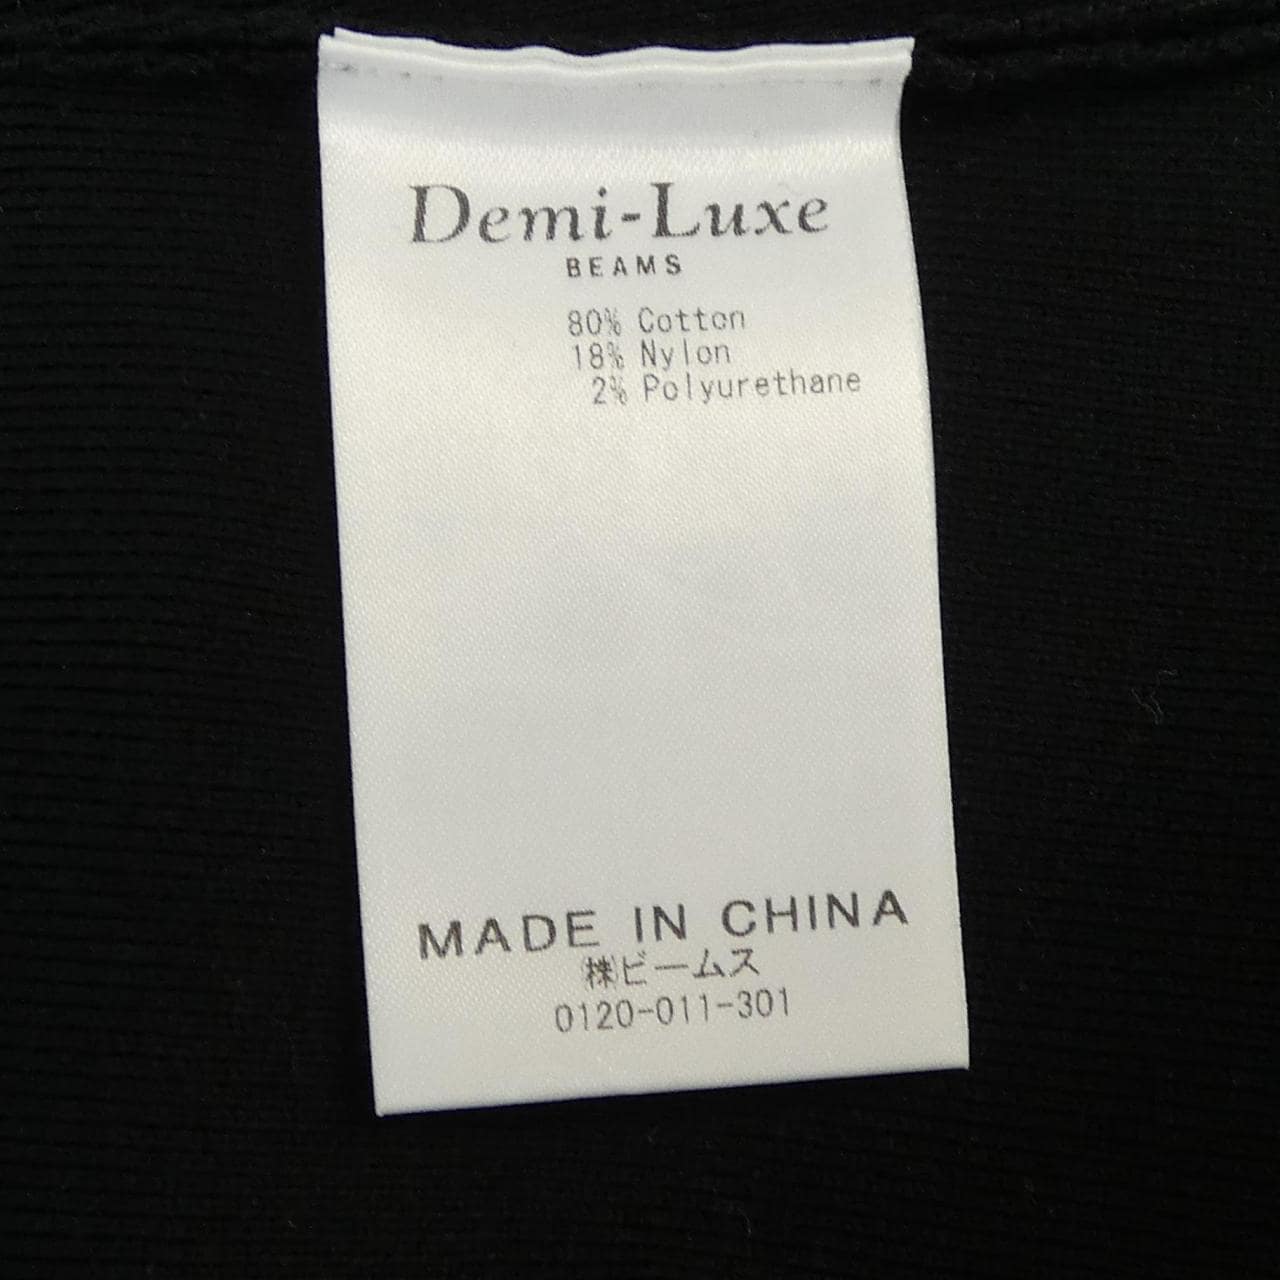 Demi-Luxe
BEAMS
80% Cotton
18% Nylon
2% Polyurethane
MADE IN CHINA
㈱ビームス
0120-011-301